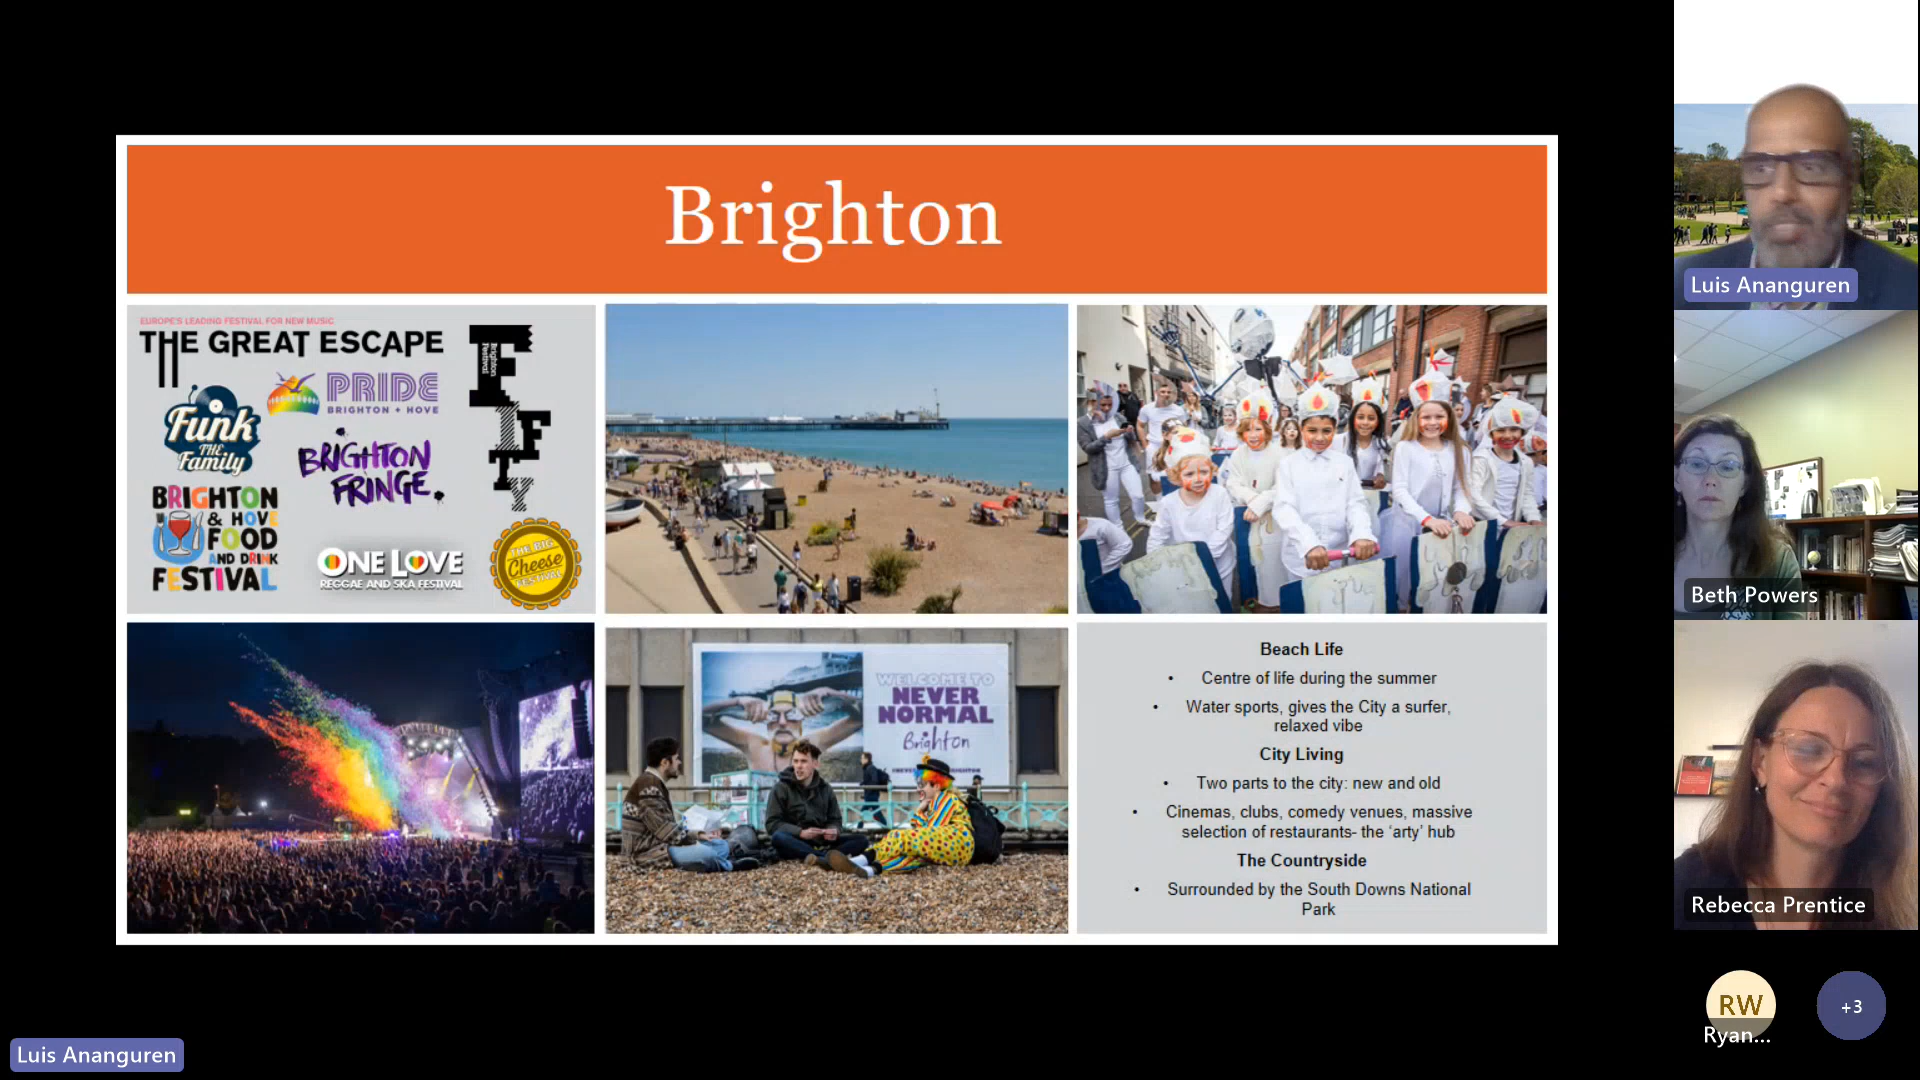 Brighton
EUROPE'S LEADING FESTIVAL FOR NEW MUSIC
THE GREAT ESCAPE
Brighton
Festival
FIFTY
PRIDE
BRIGHTON + HOVE
Funk
THE
Family
BRIGHTON
FRINGE
BRIGHTON
& HOVE
FOOD
AND DRINK
FESTIVAL
ONE LOVE
REGGAE AND SKA FESTIVAL
THE BIG
Cheese
FESTIVAL
WELCOME TO
NEVER
NORMAL
Brighton
Beach Life
• Centre of life during the summer
• Water sports, gives the City a surfer,
relaxed vibe
City Living
• Two parts to the city: new and old
• Cinemas, clubs, comedy venues, massive
selection of restaurants- the ‘arty’ hub
The Countryside
• Surrounded by the South Downs National
Park
Luis Ananguren
Beth Powers
Rebecca Prentice
RW
Ryan...
+3
Luis Ananguren